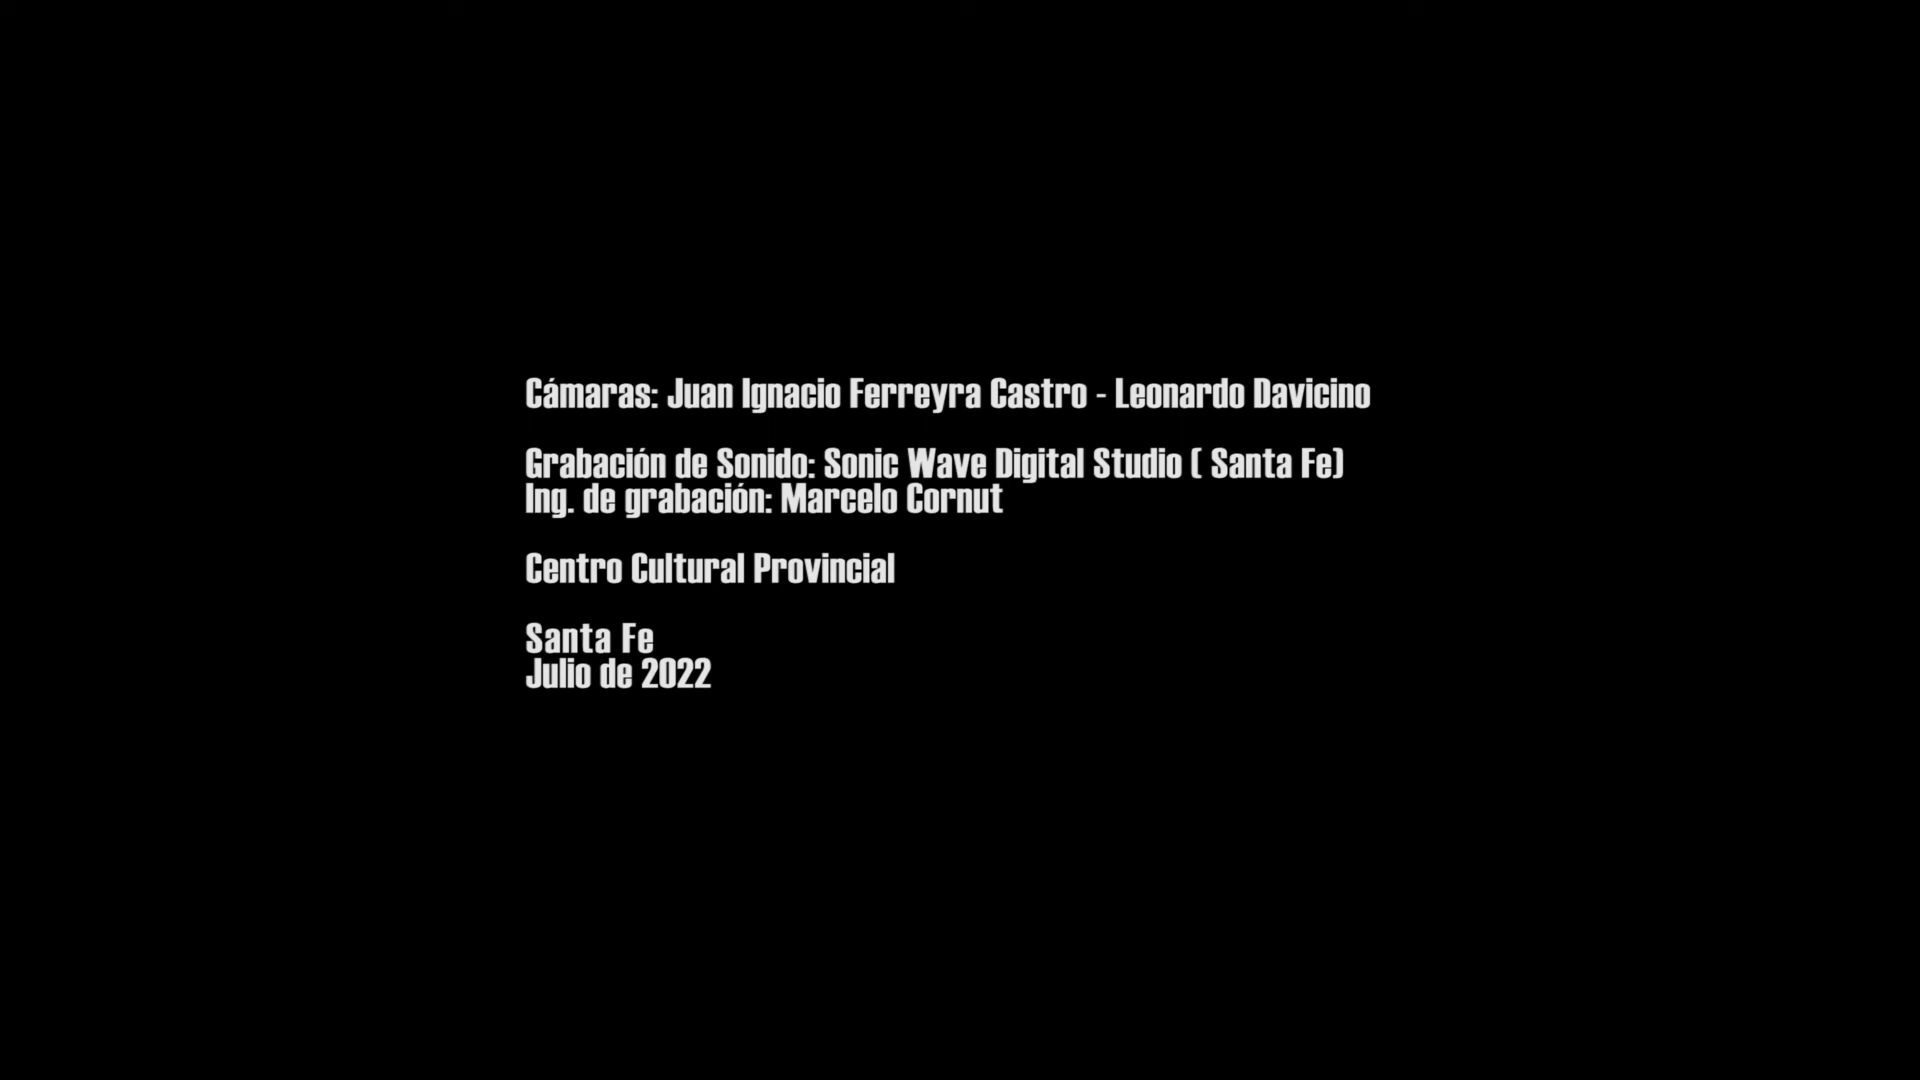 Cámaras: Juan Ignacio Ferreyra Castro - Leonardo Davicino
Grabación de Sonido: Sonic Wave Digital Studio ( Santa Fe)
Ing. de grabación: Marcelo Cornut
Centro Cultural Provincial
Santa Fe
Julio de 2022